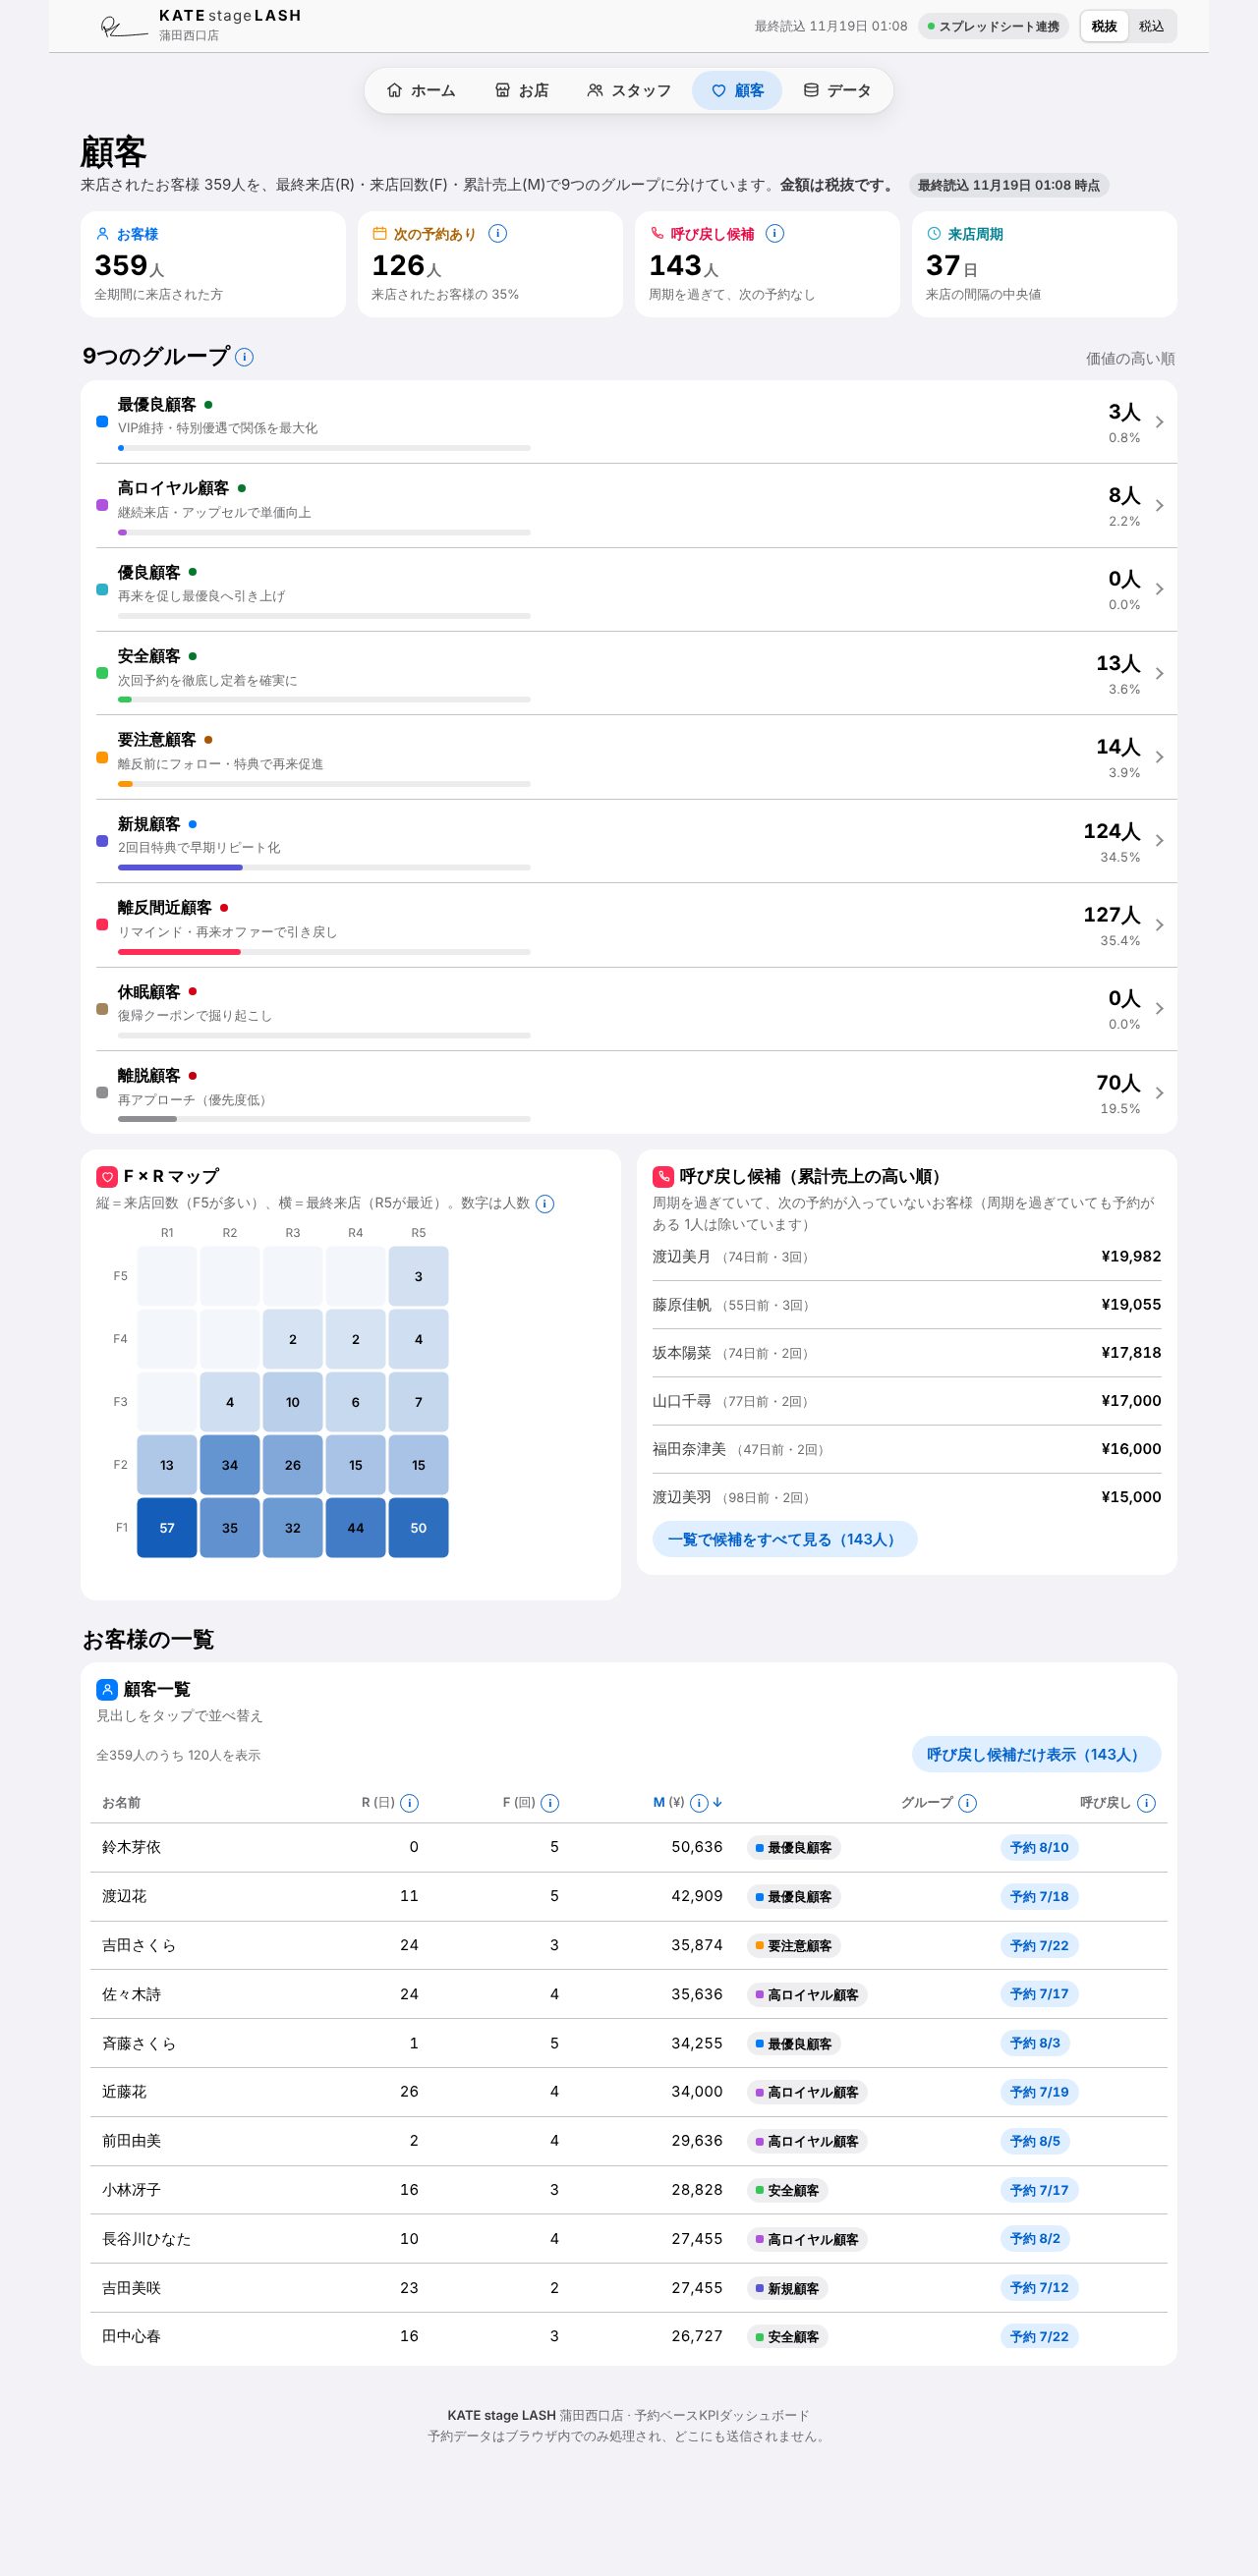 KATE stage LASH
蒲田西口店
最終読込 11月19日 01:08
スプレッドシート連携
税抜 税込
ホーム お店 スタッフ 顧客 データ
顧客
来店されたお客様 359人を、最終来店(R)・来店回数(F)・累計売上(M)で9つのグループに分けています。金額は税抜です。 最終読込 11月19日 01:08 時点
お客様
359人
全期間に来店された方
次の予約あり i
126人
来店されたお客様の 35%
呼び戻し候補 i
143人
周期を過ぎて、次の予約なし
来店周期
37日
来店の間隔の中央値
9つのグループ i
価値の高い順
最優良顧客
VIP維持・特別優遇で関係を最大化
3人
0.8%
高ロイヤル顧客
継続来店・アップセルで単価向上
8人
2.2%
優良顧客
再来を促し最優良へ引き上げ
0人
0.0%
安全顧客
次回予約を徹底し定着を確実に
13人
3.6%
要注意顧客
離反前にフォロー・特典で再来促進
14人
3.9%
新規顧客
2回目特典で早期リピート化
124人
34.5%
離反間近顧客
リマインド・再来オファーで引き戻し
127人
35.4%
休眠顧客
復帰クーポンで掘り起こし
0人
0.0%
離脱顧客
再アプローチ（優先度低）
70人
19.5%
F × R マップ
縦＝来店回数（F5が多い）、横＝最終来店（R5が最近）。数字は人数 i
R1 R2 R3 R4 R5
F5 3
F4 2 2 4
F3 4 10 6 7
F2 13 34 26 15 15
F1 57 35 32 44 50
呼び戻し候補（累計売上の高い順）
周期を過ぎていて、次の予約が入っていないお客様（周期を過ぎていても予約が
ある 1人は除いています）
渡辺美月 （74日前・3回） ¥19,982
藤原佳帆 （55日前・3回） ¥19,055
坂本陽菜 （74日前・2回） ¥17,818
山口千尋 （77日前・2回） ¥17,000
福田奈津美 （47日前・2回） ¥16,000
渡辺美羽 （98日前・2回） ¥15,000
一覧で候補をすべて見る（143人）
お客様の一覧
顧客一覧
見出しをタップで並べ替え
全359人のうち 120人を表示
呼び戻し候補だけ表示（143人）
お名前 R (日) i F (回) i M (¥) i ↓ グループ i 呼び戻し i
鈴木芽依 0 5 50,636 最優良顧客 予約 8/10
渡辺花 11 5 42,909 最優良顧客 予約 7/18
吉田さくら 24 3 35,874 要注意顧客 予約 7/22
佐々木詩 24 4 35,636 高ロイヤル顧客 予約 7/17
斉藤さくら 1 5 34,255 最優良顧客 予約 8/3
近藤花 26 4 34,000 高ロイヤル顧客 予約 7/19
前田由美 2 4 29,636 高ロイヤル顧客 予約 8/5
小林冴子 16 3 28,828 安全顧客 予約 7/17
長谷川ひなた 10 4 27,455 高ロイヤル顧客 予約 8/2
吉田美咲 23 2 27,455 新規顧客 予約 7/12
田中心春 16 3 26,727 安全顧客 予約 7/22
KATE stage LASH 蒲田西口店 · 予約ベースKPIダッシュボード
予約データはブラウザ内でのみ処理され、どこにも送信されません。